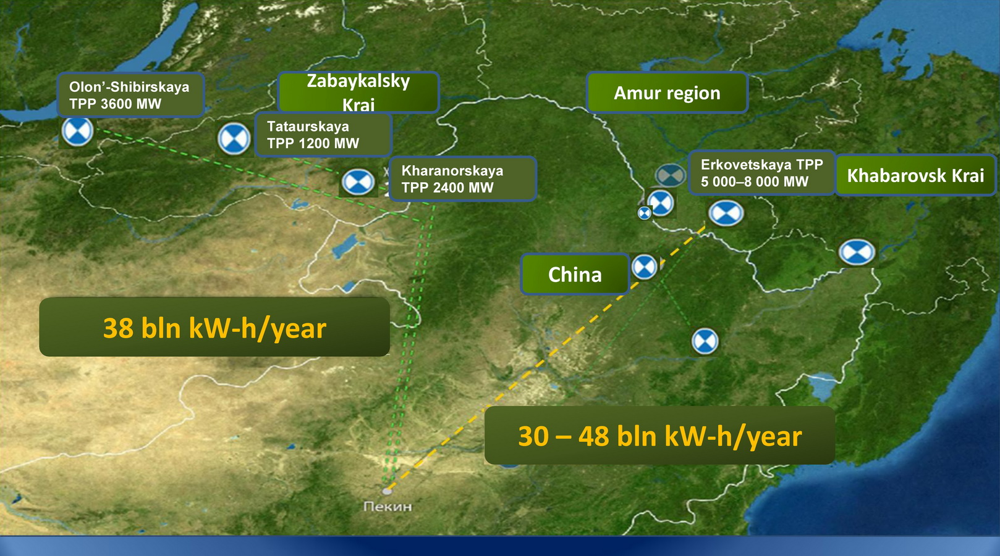 Olon’-Shibirskaya
TPP 3600 MW
Zabaykalsky
Krai
Amur region
Tataurskaya
TPP 1200 MW
Kharanorskaya
TPP 2400 MW
Erkovetskaya TPP
5 000–8 000 MW
Khabarovsk Krai
China
38 bln kW-h/year
30 – 48 bln kW-h/year
Пекин